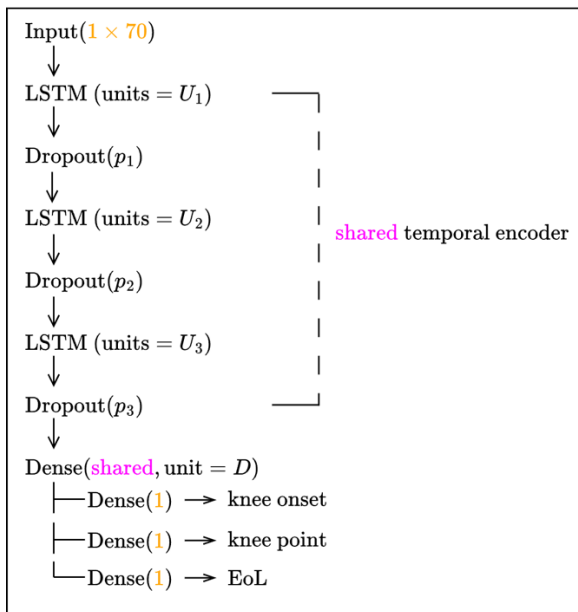 Input(1 × 70)
LSTM (units = U₁)
Dropout(p₁)
LSTM (units = U₂)
shared temporal encoder
Dropout(p₂)
LSTM (units = U₃)
Dropout(p₃)
Dense(shared, unit = D)
Dense(1) → knee onset
Dense(1) → knee point
Dense(1) → EoL